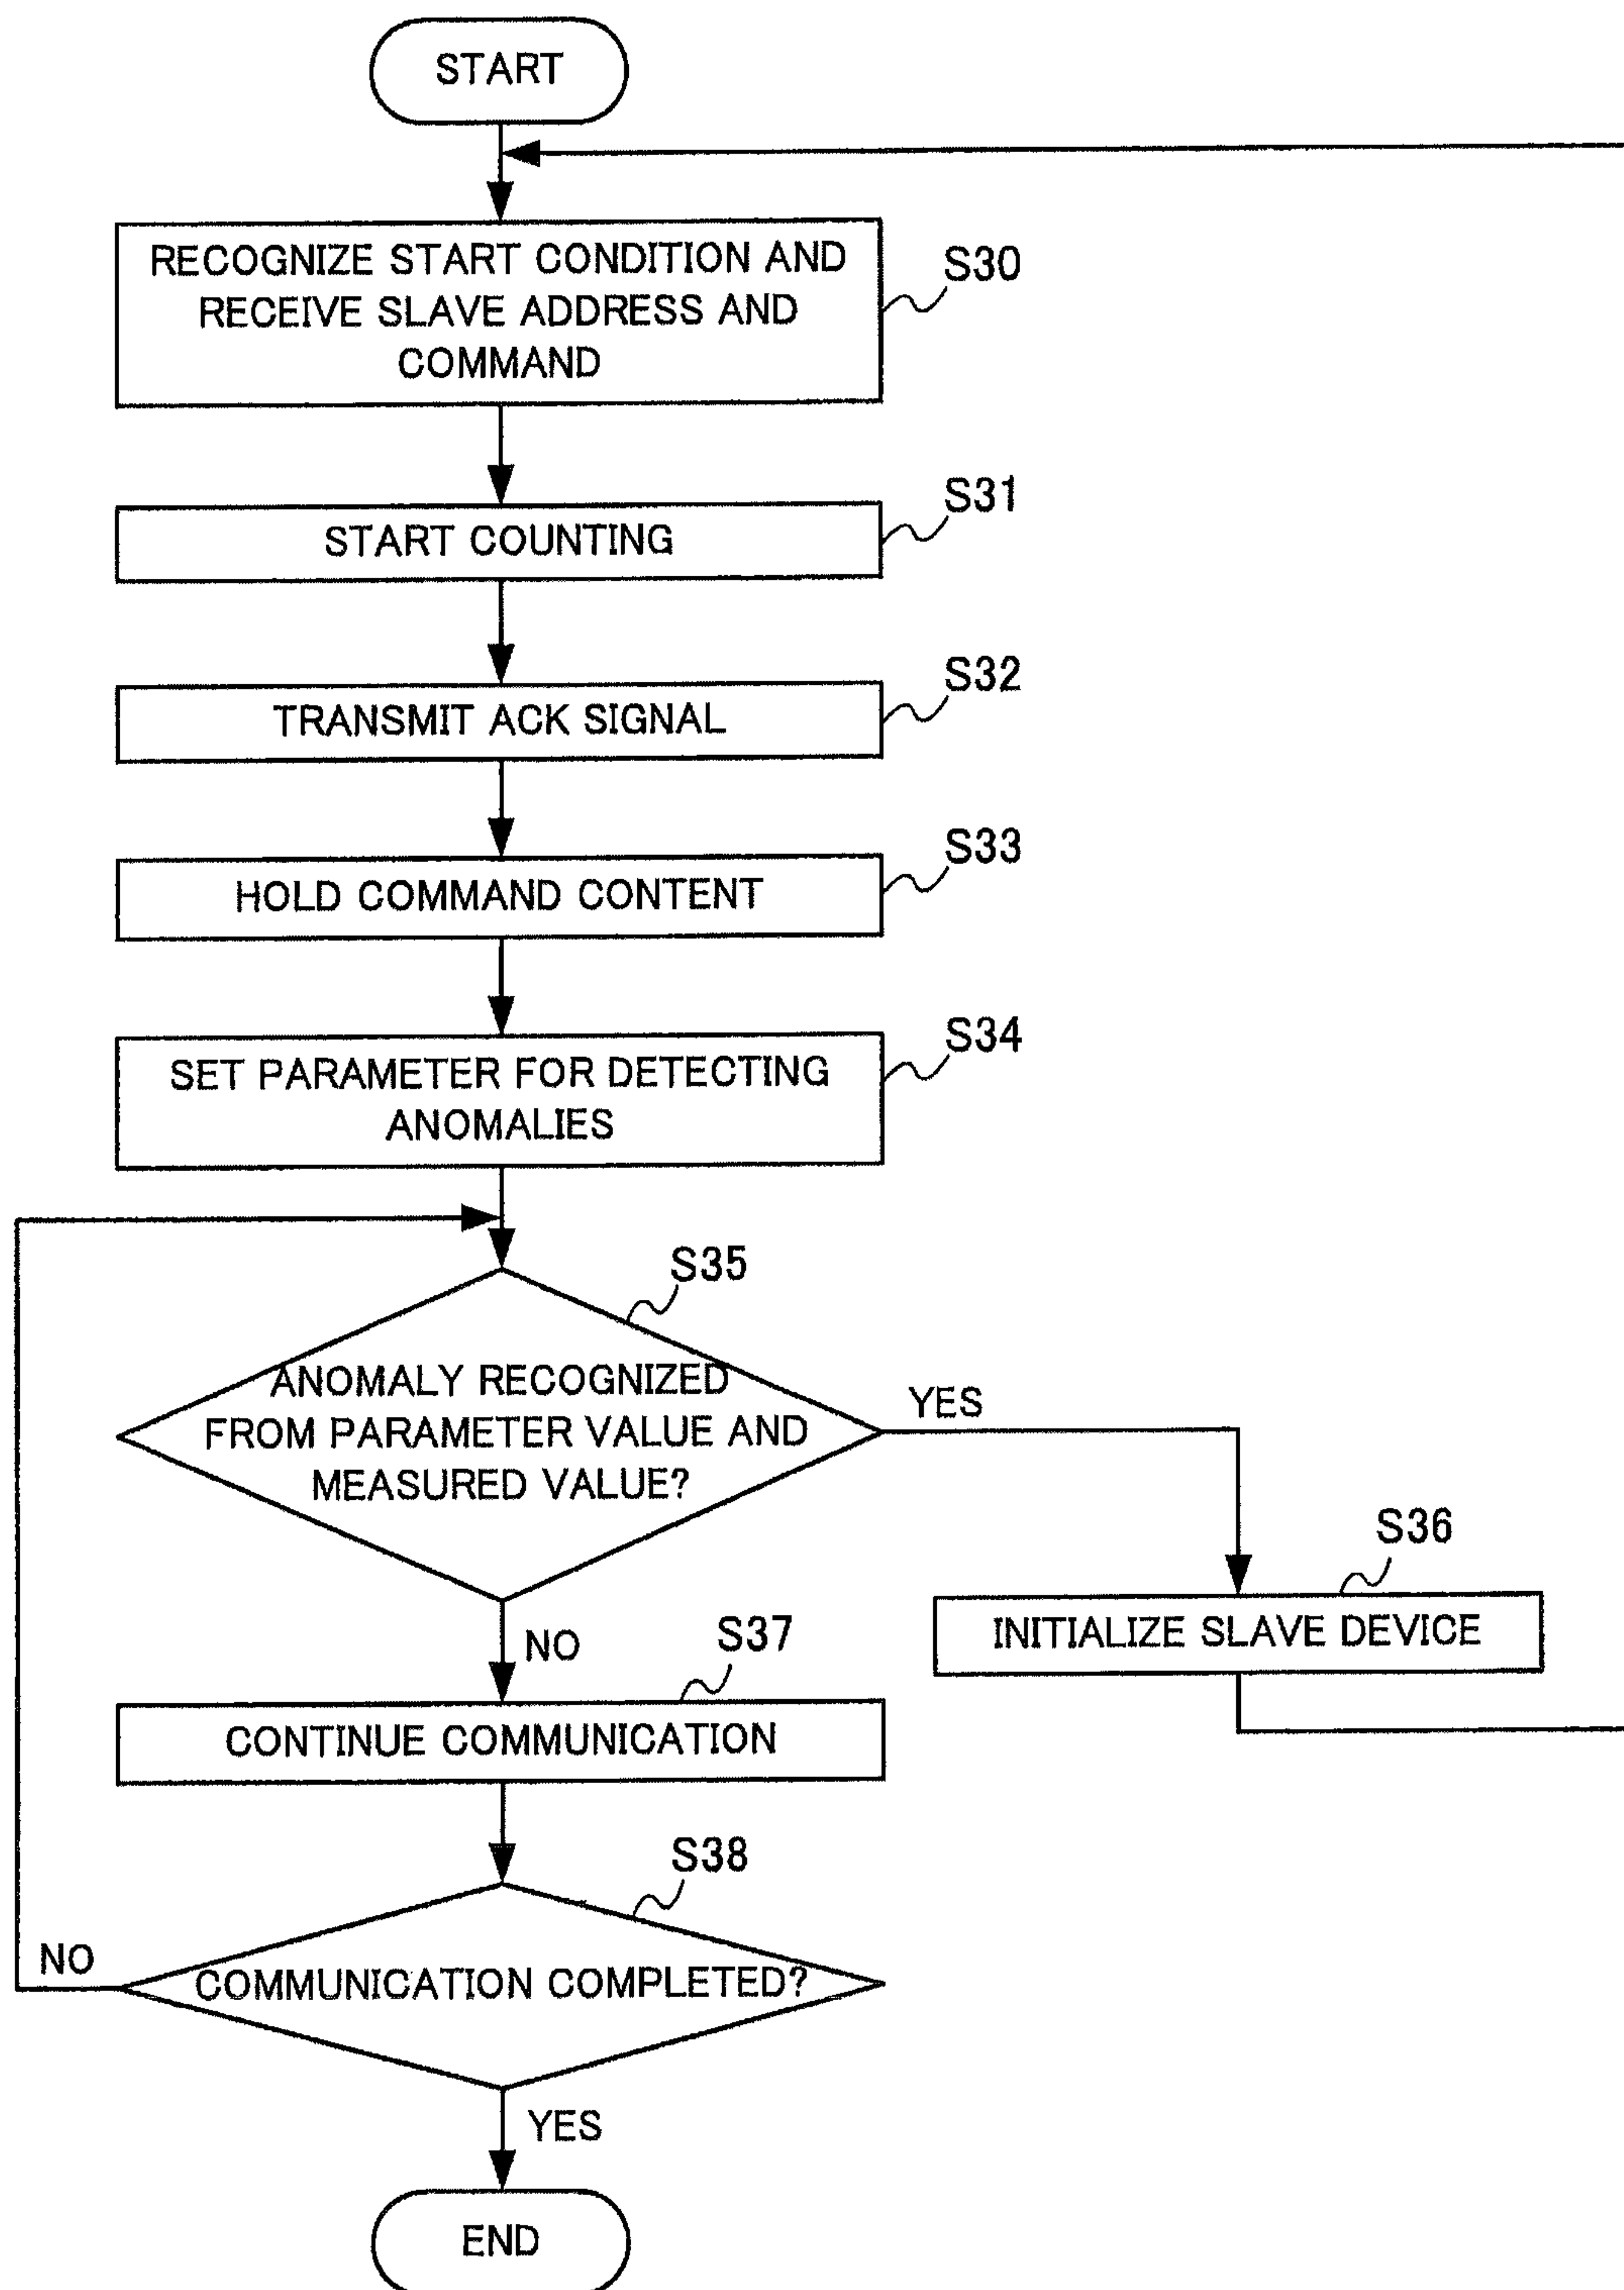 START
RECOGNIZE START CONDITION AND
RECEIVE SLAVE ADDRESS AND
COMMAND
S30
START COUNTING
S31
TRANSMIT ACK SIGNAL
S32
HOLD COMMAND CONTENT
S33
SET PARAMETER FOR DETECTING
ANOMALIES
S34
S35
ANOMALY RECOGNIZED
FROM PARAMETER VALUE AND
MEASURED VALUE?
YES
S36
INITIALIZE SLAVE DEVICE
NO
S37
CONTINUE COMMUNICATION
S38
NO
COMMUNICATION COMPLETED?
YES
END